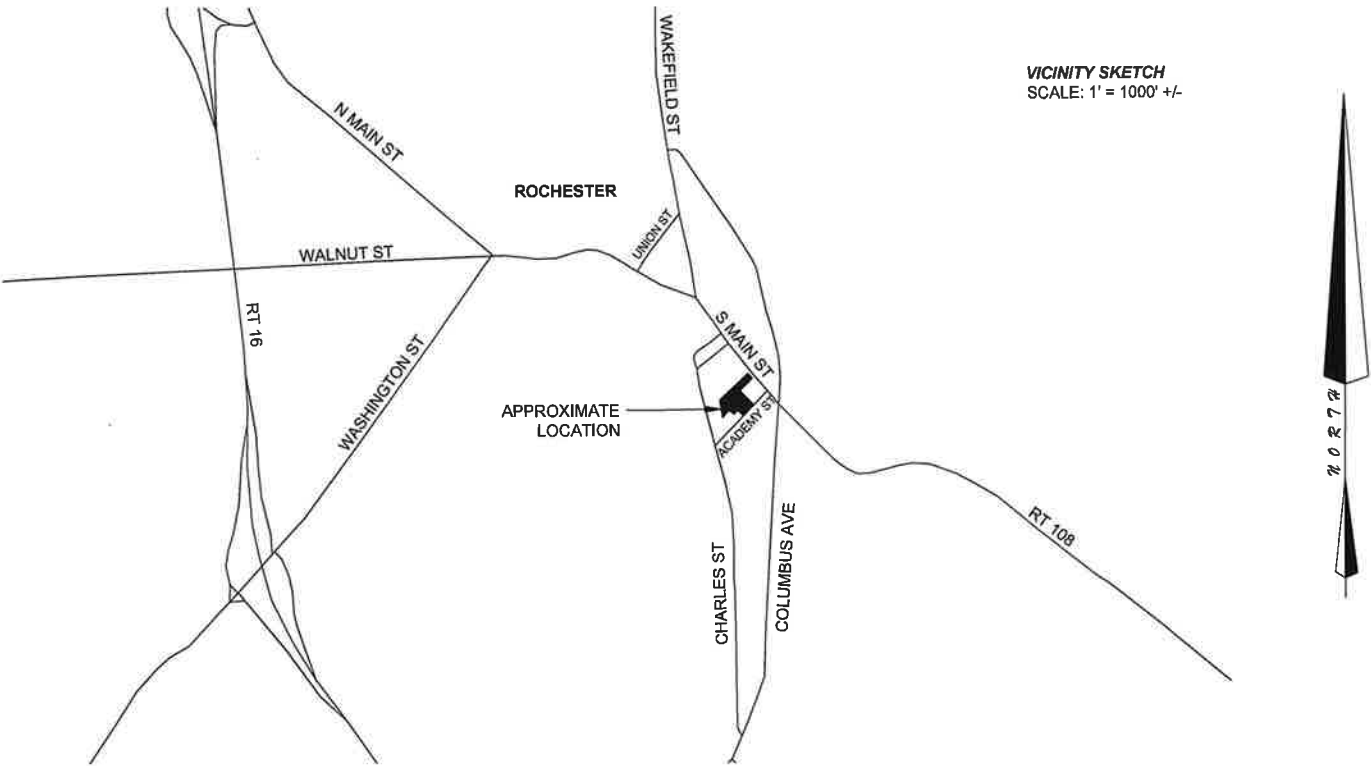 VICINITY SKETCH
SCALE: 1' = 1000' +/-
WAKEFIELD ST
N MAIN ST
ROCHESTER
UNION ST
WALNUT ST
RT 16
S MAIN ST
WASHINGTON ST
APPROXIMATE
LOCATION
ACADEMY ST
NORTH
RT 108
CHARLES ST
COLUMBUS AVE